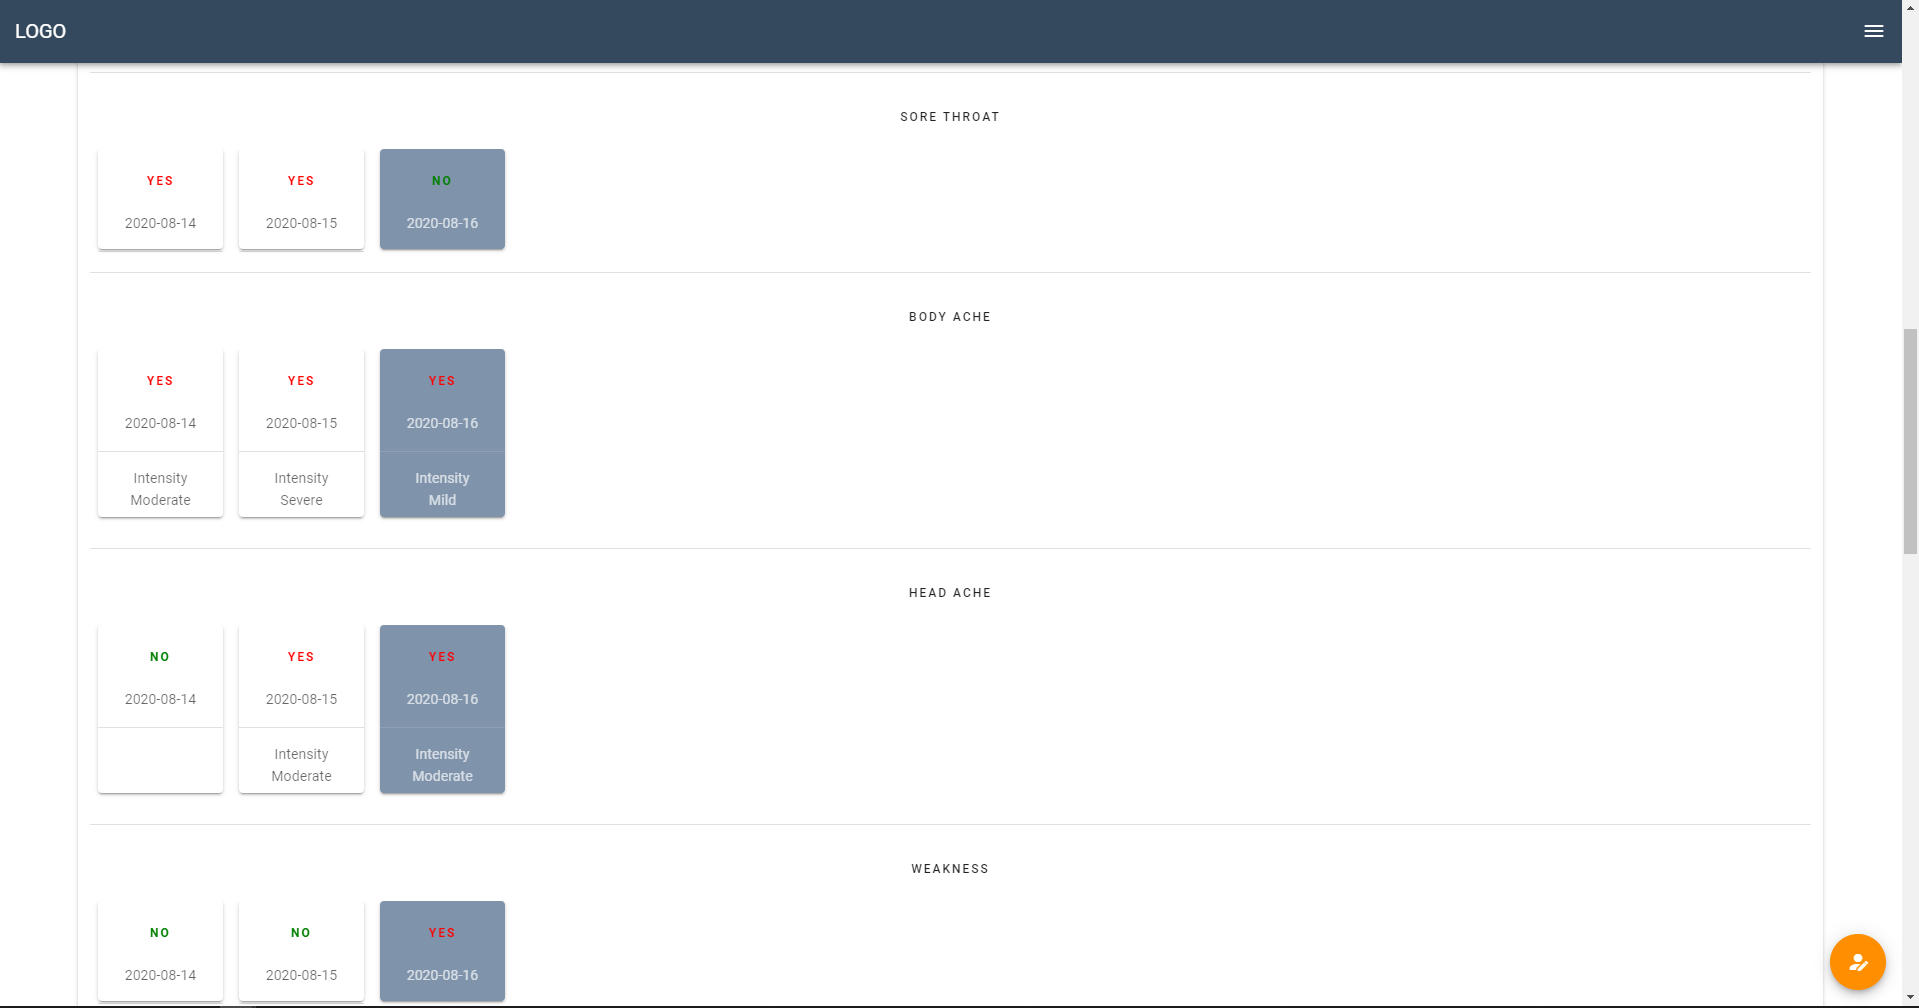 LOGO
SORE THROAT
YES YES NO
2020-08-14 2020-08-15 2020-08-16
BODY ACHE
YES YES YES
2020-08-14 2020-08-15 2020-08-16
Intensity Intensity Intensity
Moderate Severe Mild
HEAD ACHE
NO YES YES
2020-08-14 2020-08-15 2020-08-16
Intensity Intensity
Moderate Moderate
WEAKNESS
NO NO YES
2020-08-14 2020-08-15 2020-08-16